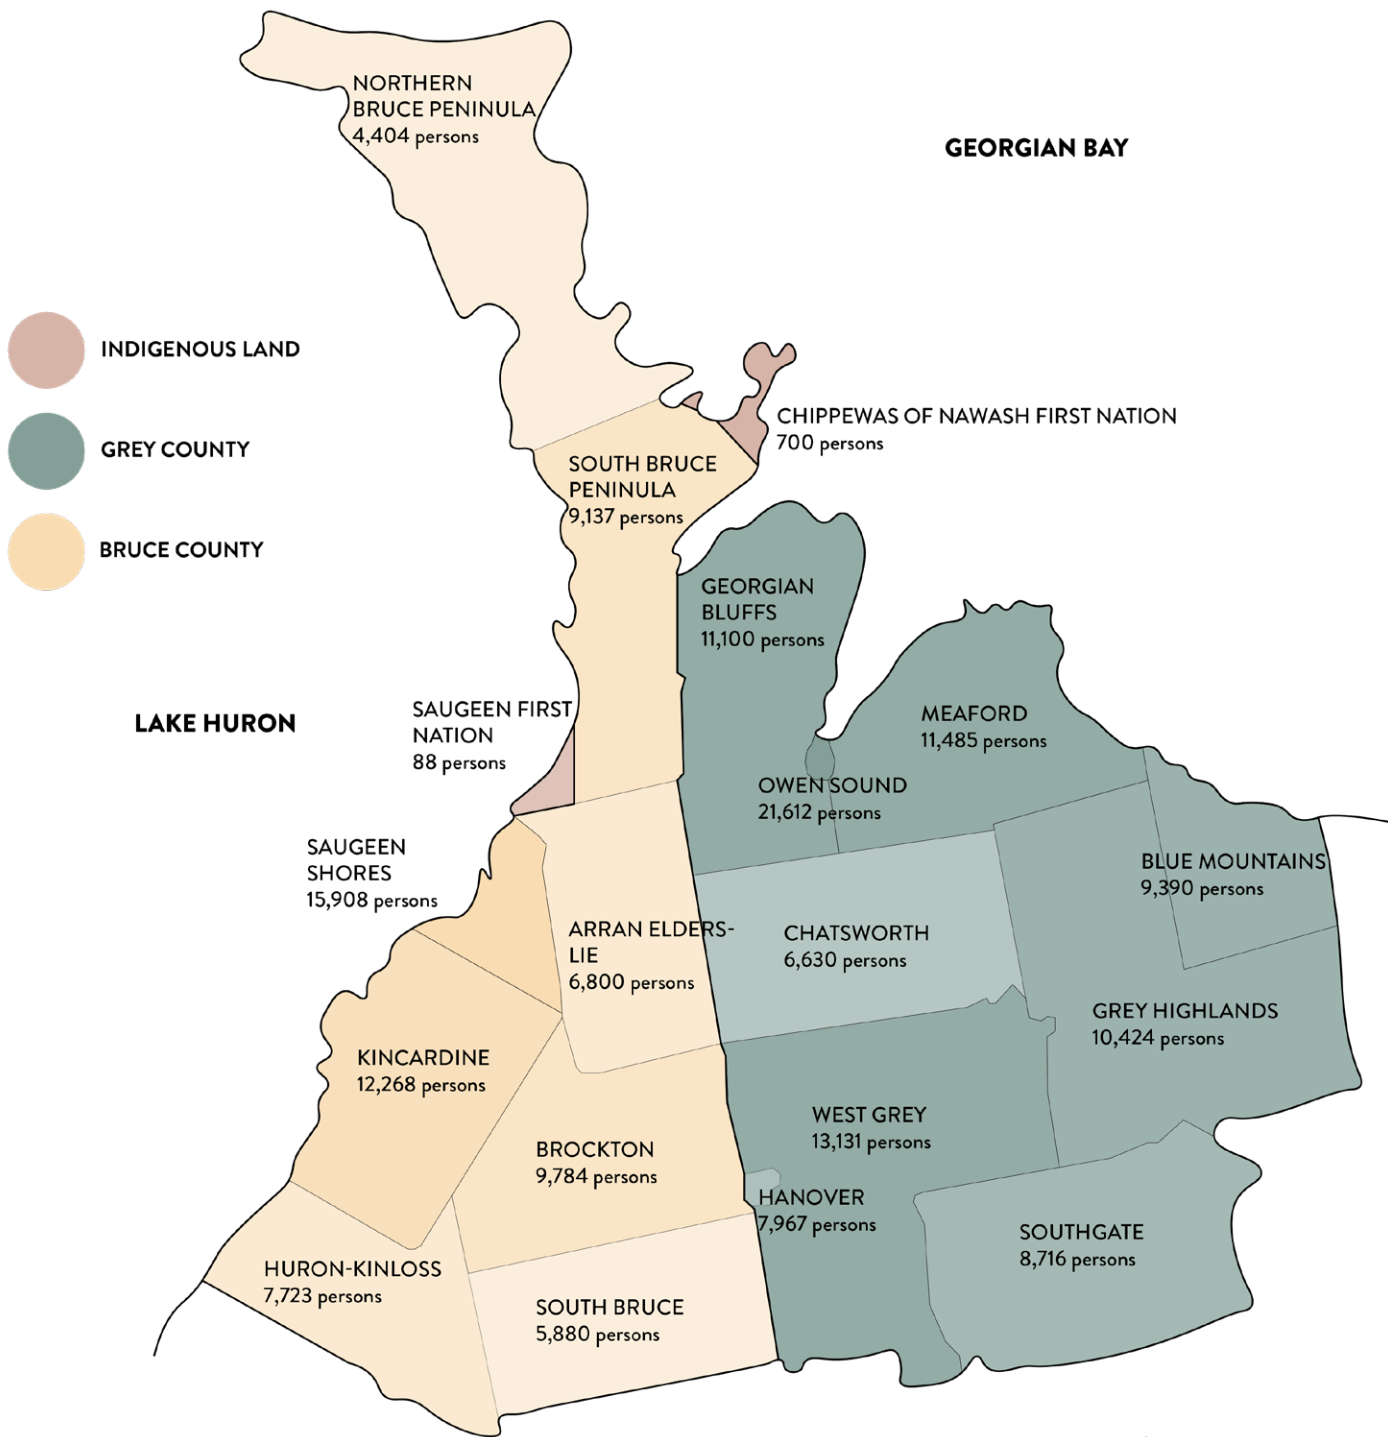 NORTHERN
BRUCE PENINULA
4,404 persons
GEORGIAN BAY
INDIGENOUS LAND
GREY COUNTY
BRUCE COUNTY
CHIPPEWAS OF NAWASH FIRST NATION
700 persons
SOUTH BRUCE
PENINULA
9,137 persons
GEORGIAN
BLUFFS
11,100 persons
LAKE HURON
SAUGEEN FIRST
NATION
88 persons
MEAFORD
11,485 persons
OWEN SOUND
21,612 persons
SAUGEEN
SHORES
15,908 persons
BLUE MOUNTAINS
9,390 persons
ARRAN ELDERS-
LIE
6,800 persons
CHATSWORTH
6,630 persons
GREY HIGHLANDS
10,424 persons
KINCARDINE
12,268 persons
WEST GREY
13,131 persons
BROCKTON
9,784 persons
HANOVER
7,967 persons
SOUTHGATE
8,716 persons
HURON-KINLOSS
7,723 persons
SOUTH BRUCE
5,880 persons